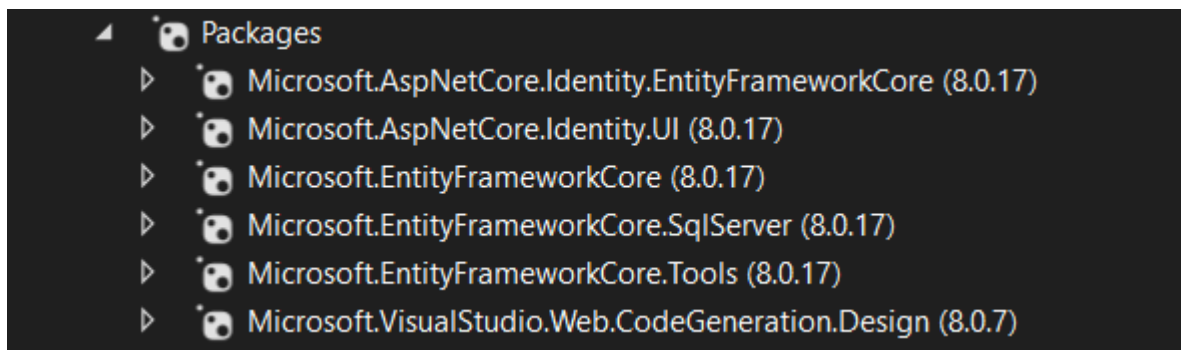 Packages
Microsoft.AspNetCore.Identity.EntityFrameworkCore (8.0.17)
Microsoft.AspNetCore.Identity.UI (8.0.17)
Microsoft.EntityFrameworkCore (8.0.17)
Microsoft.EntityFrameworkCore.SqlServer (8.0.17)
Microsoft.EntityFrameworkCore.Tools (8.0.17)
Microsoft.VisualStudio.Web.CodeGeneration.Design (8.0.7)